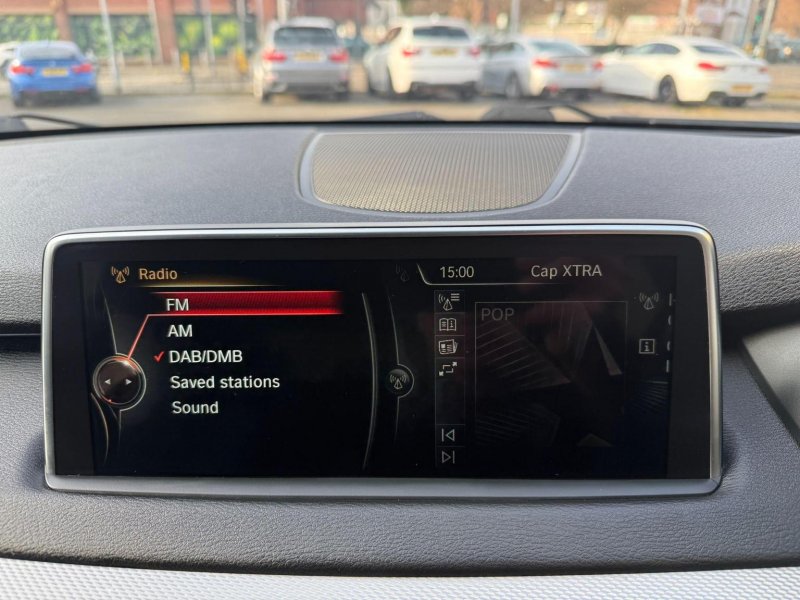 Radio
FM
AM
DAB/DMB
Saved stations
Sound
15:00 Cap XTRA
POP